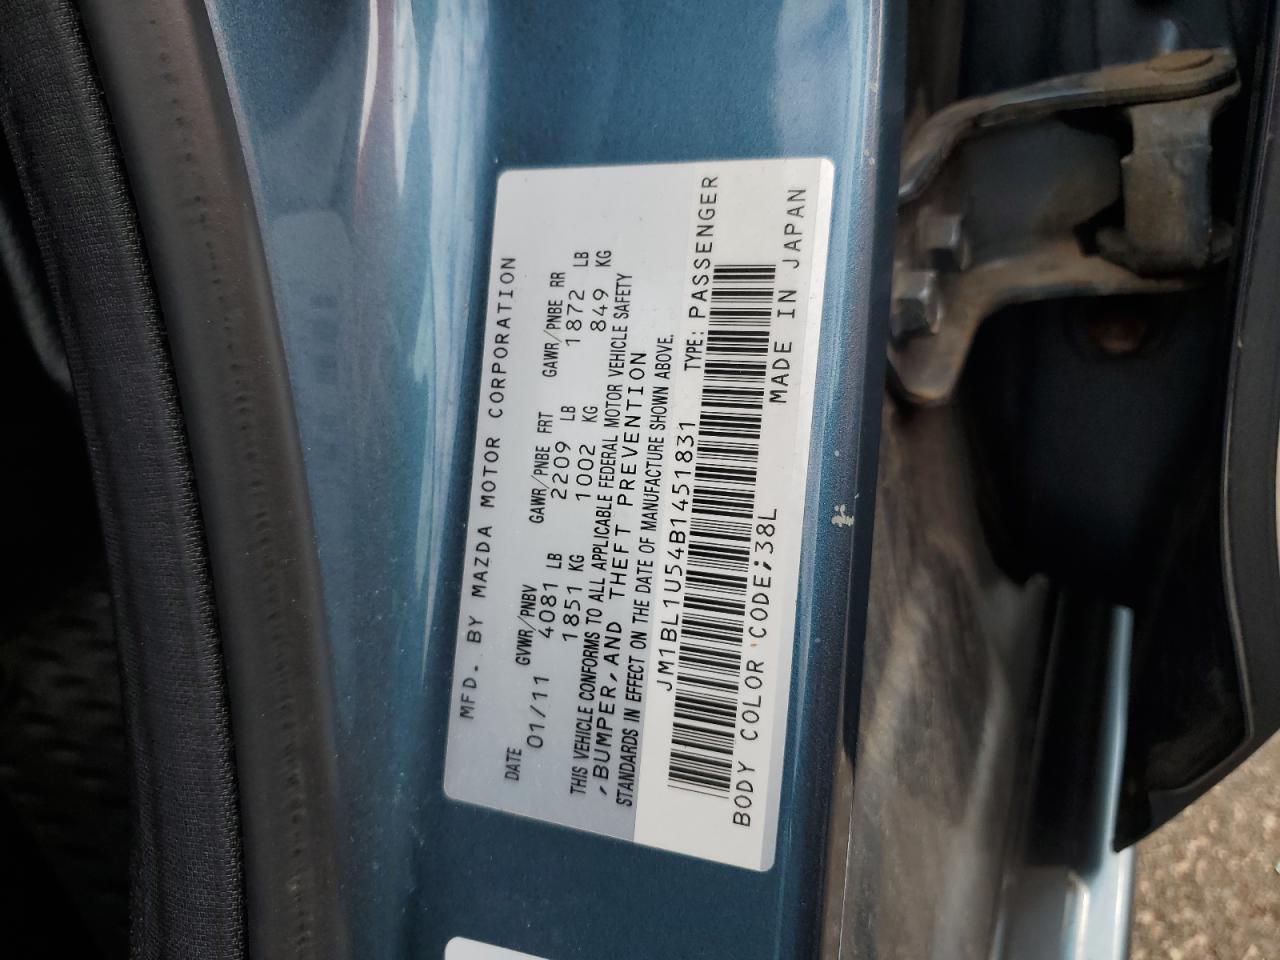 MFD. BY MAZDA MOTOR CORPORATION
DATE GVWR/PNBV GAWR/PNBE FRT GAWR/PNBE RR
01/11 4081 LB 2209 LB 1872 LB
1851 KG 1002 KG 849 KG
THIS VEHICLE CONFORMS TO ALL APPLICABLE FEDERAL MOTOR VEHICLE SAFETY
,BUMPER, AND THEFT PREVENTION
STANDARDS IN EFFECT ON THE DATE OF MANUFACTURE SHOWN ABOVE.
JM1BL1U54B1451831 TYPE: PASSENGER
BODY COLOR CODE;38L
MADE IN JAPAN